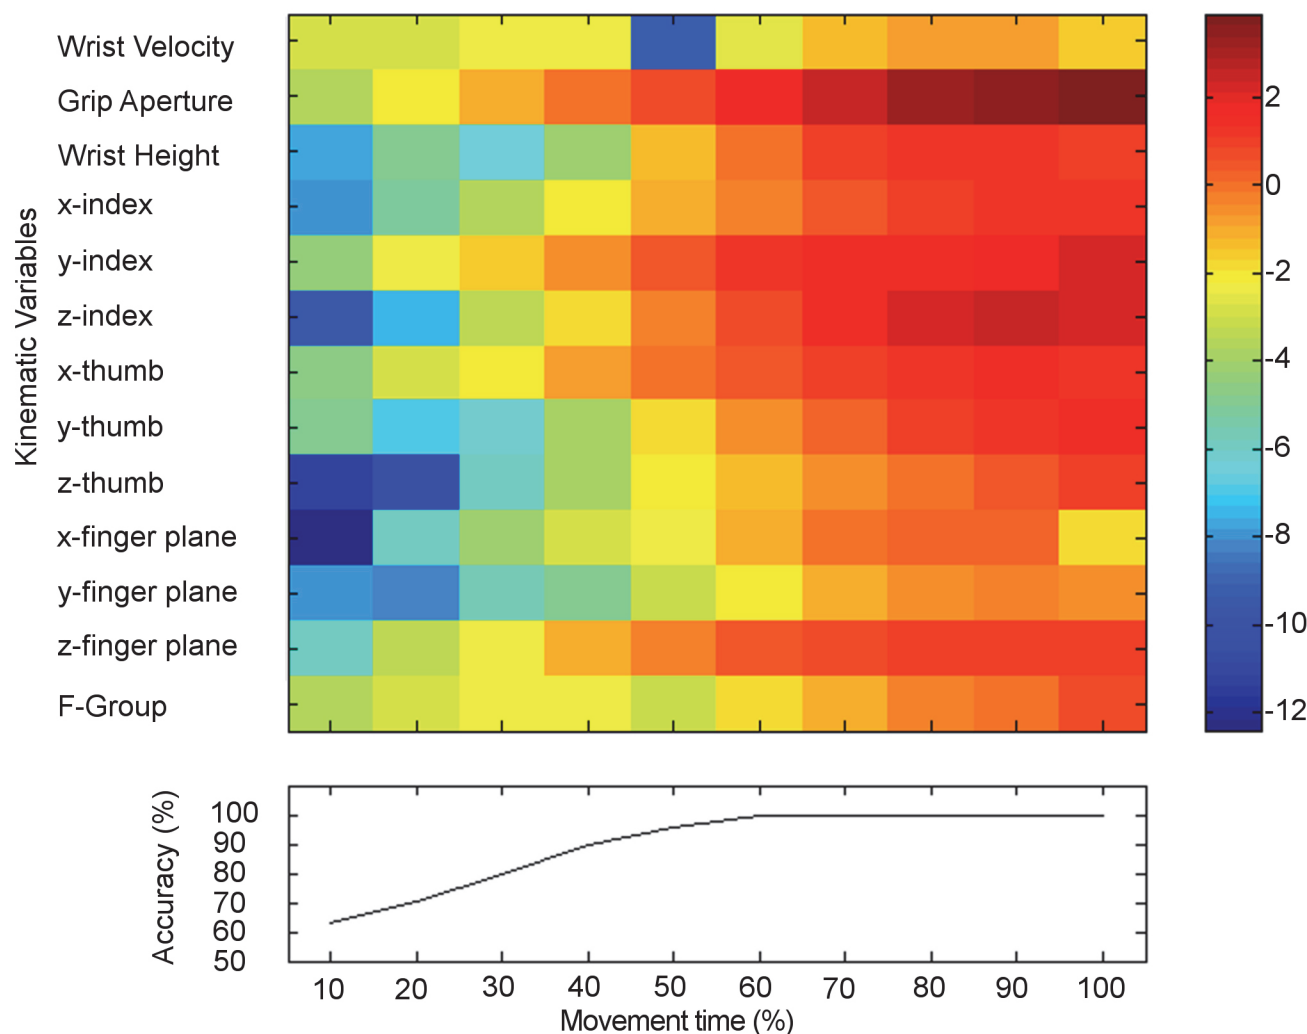 Kinematic Variables
Wrist Velocity
Grip Aperture
Wrist Height
x-index
y-index
z-index
x-thumb
y-thumb
z-thumb
x-finger plane
y-finger plane
z-finger plane
F-Group
2
0
-2
-4
-6
-8
-10
-12
Accuracy (%)
100
90
80
70
60
50
10 20 30 40 50 60 70 80 90 100
Movement time (%)